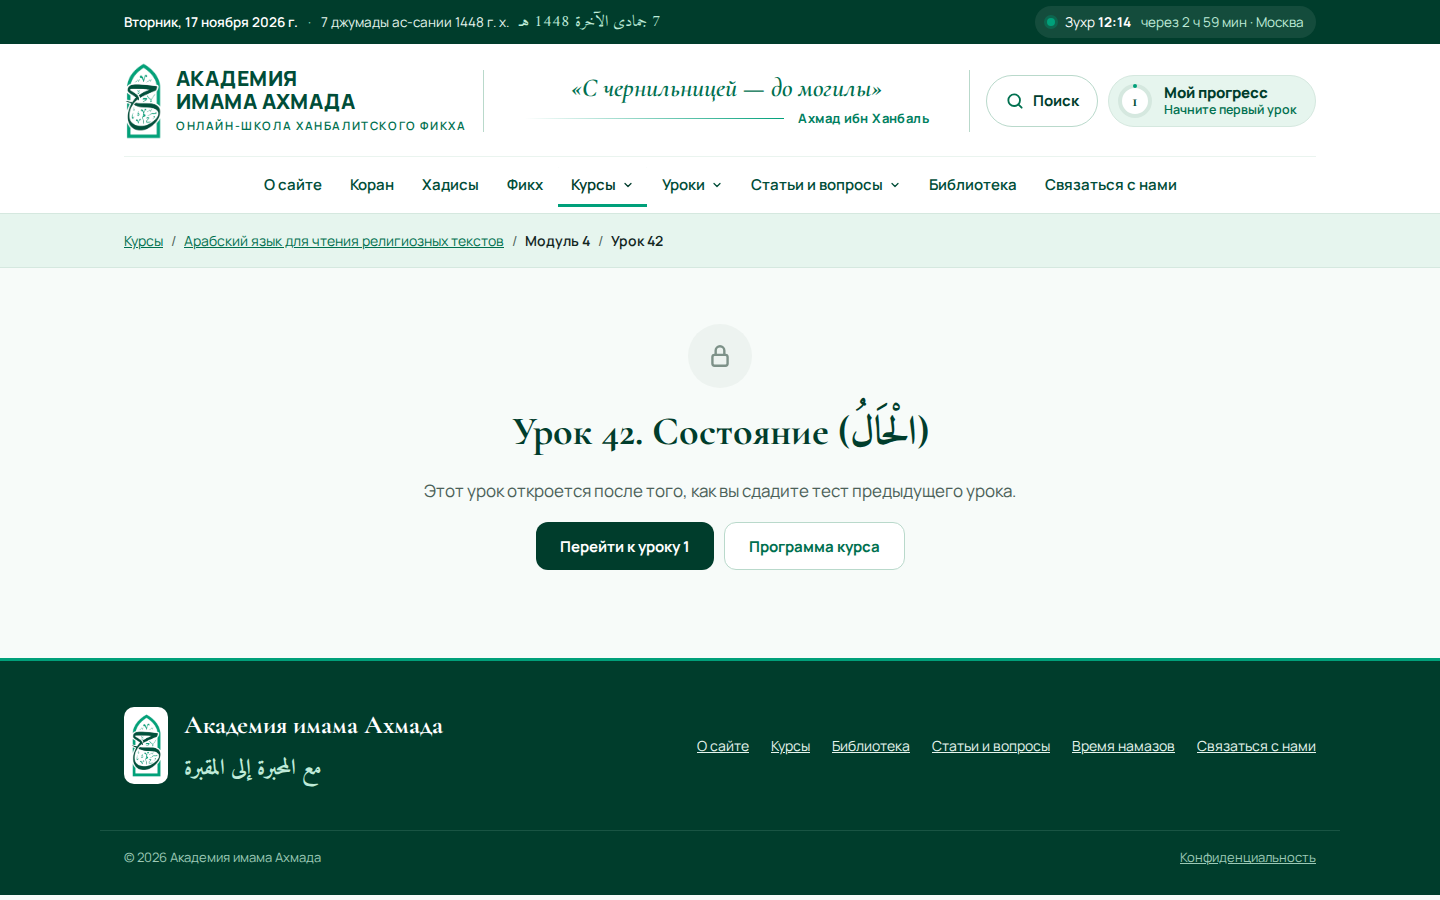 Вторник, 17 ноября 2026 г. · 7 джумады ас-сании 1448 г. х. 7 جمادى الآخرة 1448 هـ
Зухр 12:14 через 2 ч 59 мин · Москва
АКАДЕМИЯ
ИМАМА АХМАДА
ОНЛАЙН-ШКОЛА ХАНБАЛИТСКОГО ФИКХА
«С чернильницей — до могилы»
Ахмад ибн Ханбаль
Поиск
1
Мой прогресс
Начните первый урок
О сайте Коран Хадисы Фикх Курсы Уроки Статьи и вопросы Библиотека Связаться с нами
Курсы / Арабский язык для чтения религиозных текстов / Модуль 4 / Урок 42
Урок 42. Состояние (الْحَالُ)
Этот урок откроется после того, как вы сдадите тест предыдущего урока.
Перейти к уроку 1
Программа курса
Академия имама Ахмада
مع المحبرة إلى المقبرة
О сайте Курсы Библиотека Статьи и вопросы Время намазов Связаться с нами
© 2026 Академия имама Ахмада
Конфиденциальность